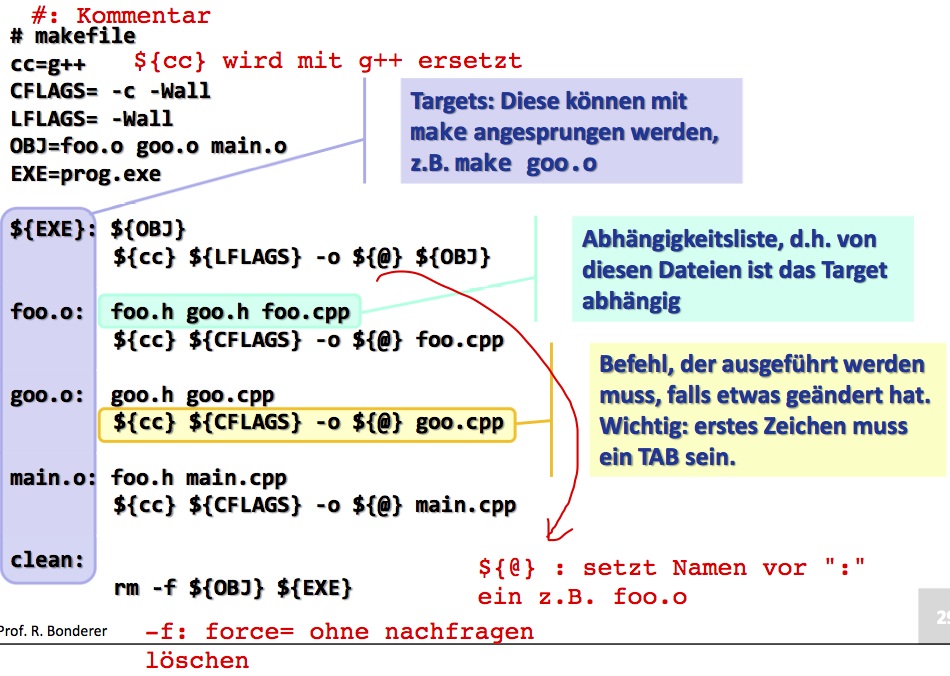 #: Kommentar
# makefile
cc=g++
${cc} wird mit g++ ersetzt
CFLAGS= -c -Wall
LFLAGS= -Wall
OBJ=foo.o goo.o main.o
EXE=prog.exe
Targets: Diese können mit
make angesprungen werden,
z.B. make goo.o
${EXE}: ${OBJ}
${cc} ${LFLAGS} -o ${@} ${OBJ}
Abhängigkeitsliste, d.h. von
diesen Dateien ist das Target
abhängig
foo.o: foo.h goo.h foo.cpp
${cc} ${CFLAGS} -o ${@} foo.cpp
Befehl, der ausgeführt werden
muss, falls etwas geändert hat.
Wichtig: erstes Zeichen muss
ein TAB sein.
goo.o: goo.h goo.cpp
${cc} ${CFLAGS} -o ${@} goo.cpp
main.o: foo.h main.cpp
${cc} ${CFLAGS} -o ${@} main.cpp
clean:
rm -f ${OBJ} ${EXE}
${@} : setzt Namen vor ":"
ein z.B. foo.o
Prof. R. Bonderer
-f: force= ohne nachfragen
löschen